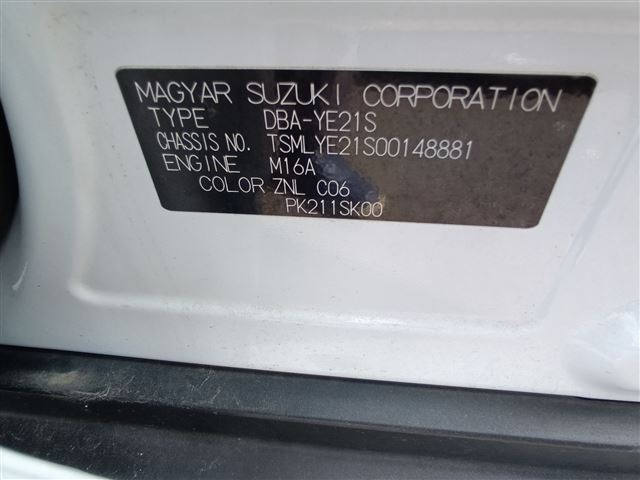 MAGYAR SUZUKI CORPORATION
TYPE DBA-YE21S
CHASSIS NO. TSMLYE21S00148881
ENGINE M16A
COLOR ZNL C06
PK211SK00